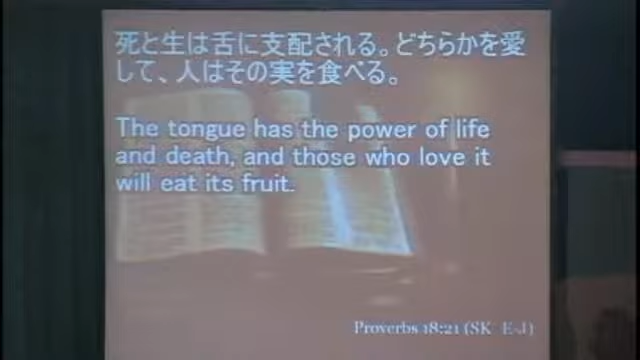 死と生は舌に支配される。どちらかを愛
して、人はその実を食べる。
The tongue has the power of life
and death, and those who love it
will eat its fruit.
Proverbs 18:21 (SK E-J)